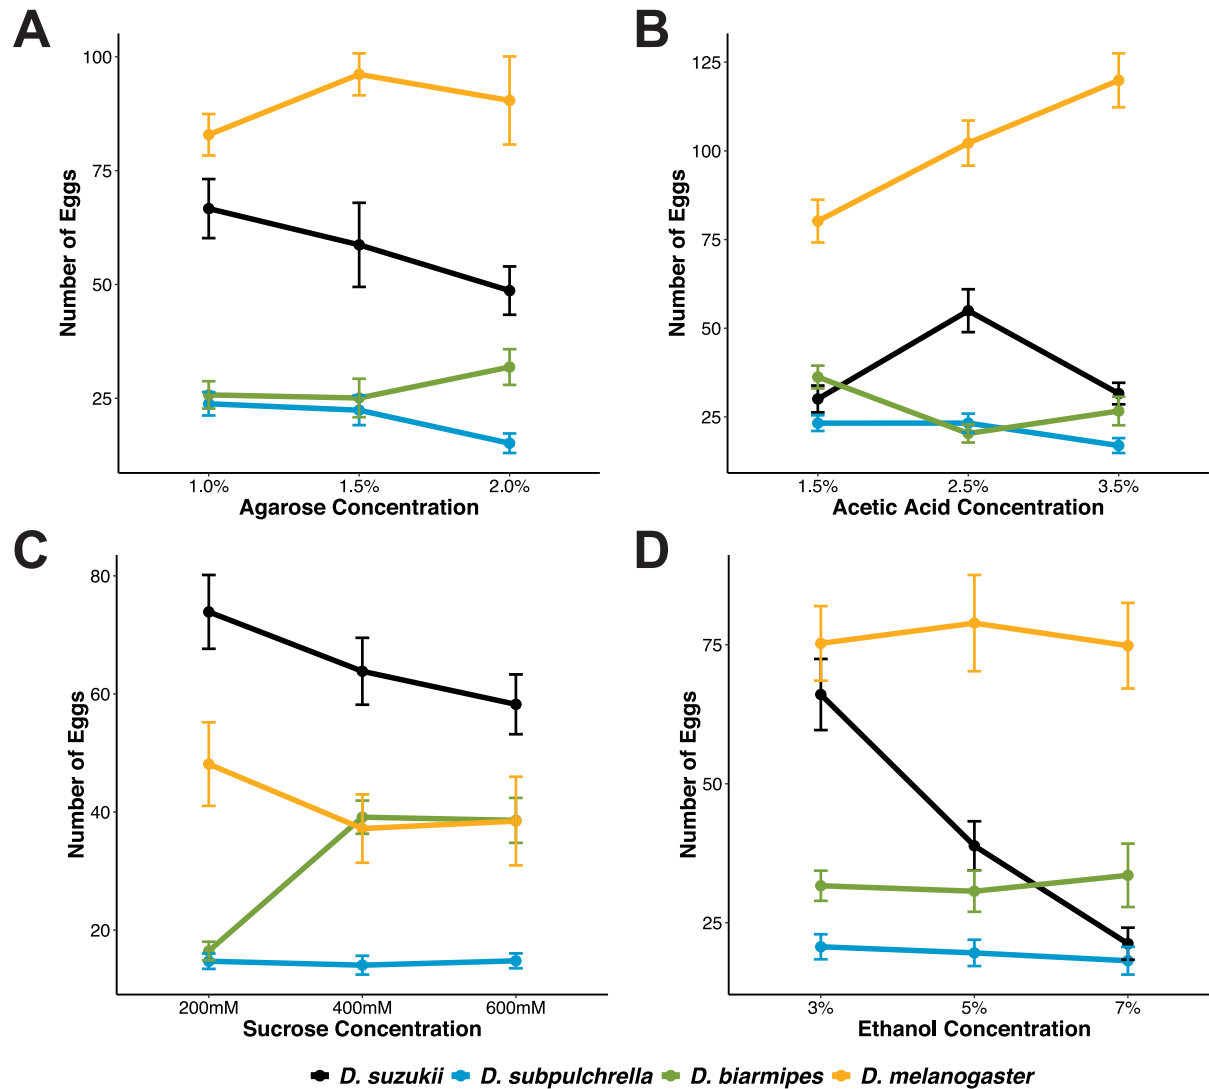 A
Number of Eggs
100
75
50
25
1.0% 1.5% 2.0%
Agarose Concentration
B
Number of Eggs
125
100
75
50
25
1.5% 2.5% 3.5%
Acetic Acid Concentration
C
Number of Eggs
80
60
40
20
200mM 400mM 600mM
Sucrose Concentration
D
Number of Eggs
75
50
25
3% 5% 7%
Ethanol Concentration
D. suzukii D. subpulchrella D. biarmipes D. melanogaster